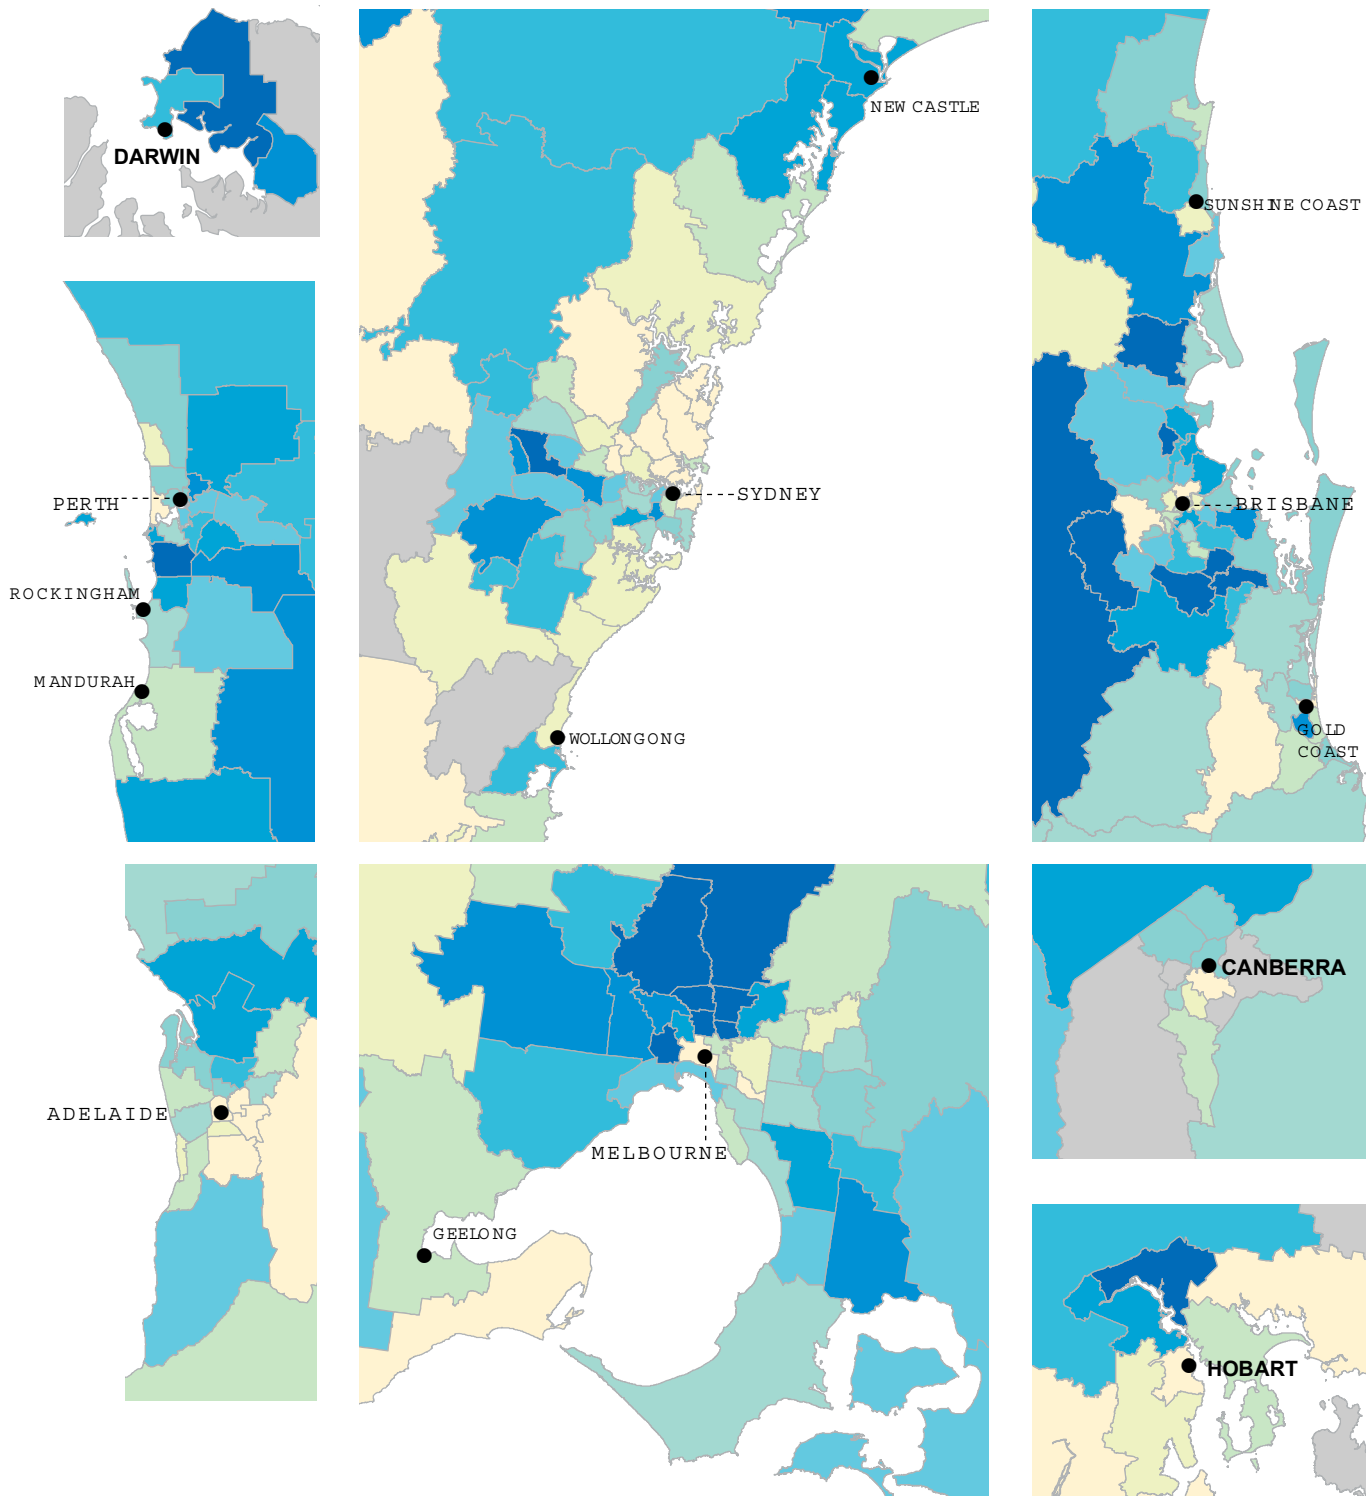 DARWIN
NEW CASTLE
SUNSHINE COAST
PERTH
SYDNEY
BRISBANE
ROCKINGHAM
MANDURAH
WOLLONGONG
GOLD
COAST
CANBERRA
ADELAIDE
MELBOURNE
GEELONG
HOBART